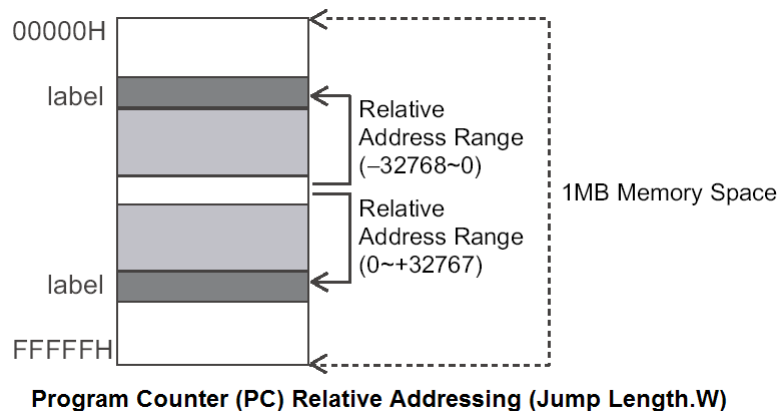 00000H
label
Relative
Address Range
(–32768~0)
1MB Memory Space
Relative
Address Range
(0~+32767)
label
FFFFFH
Program Counter (PC) Relative Addressing (Jump Length.W)